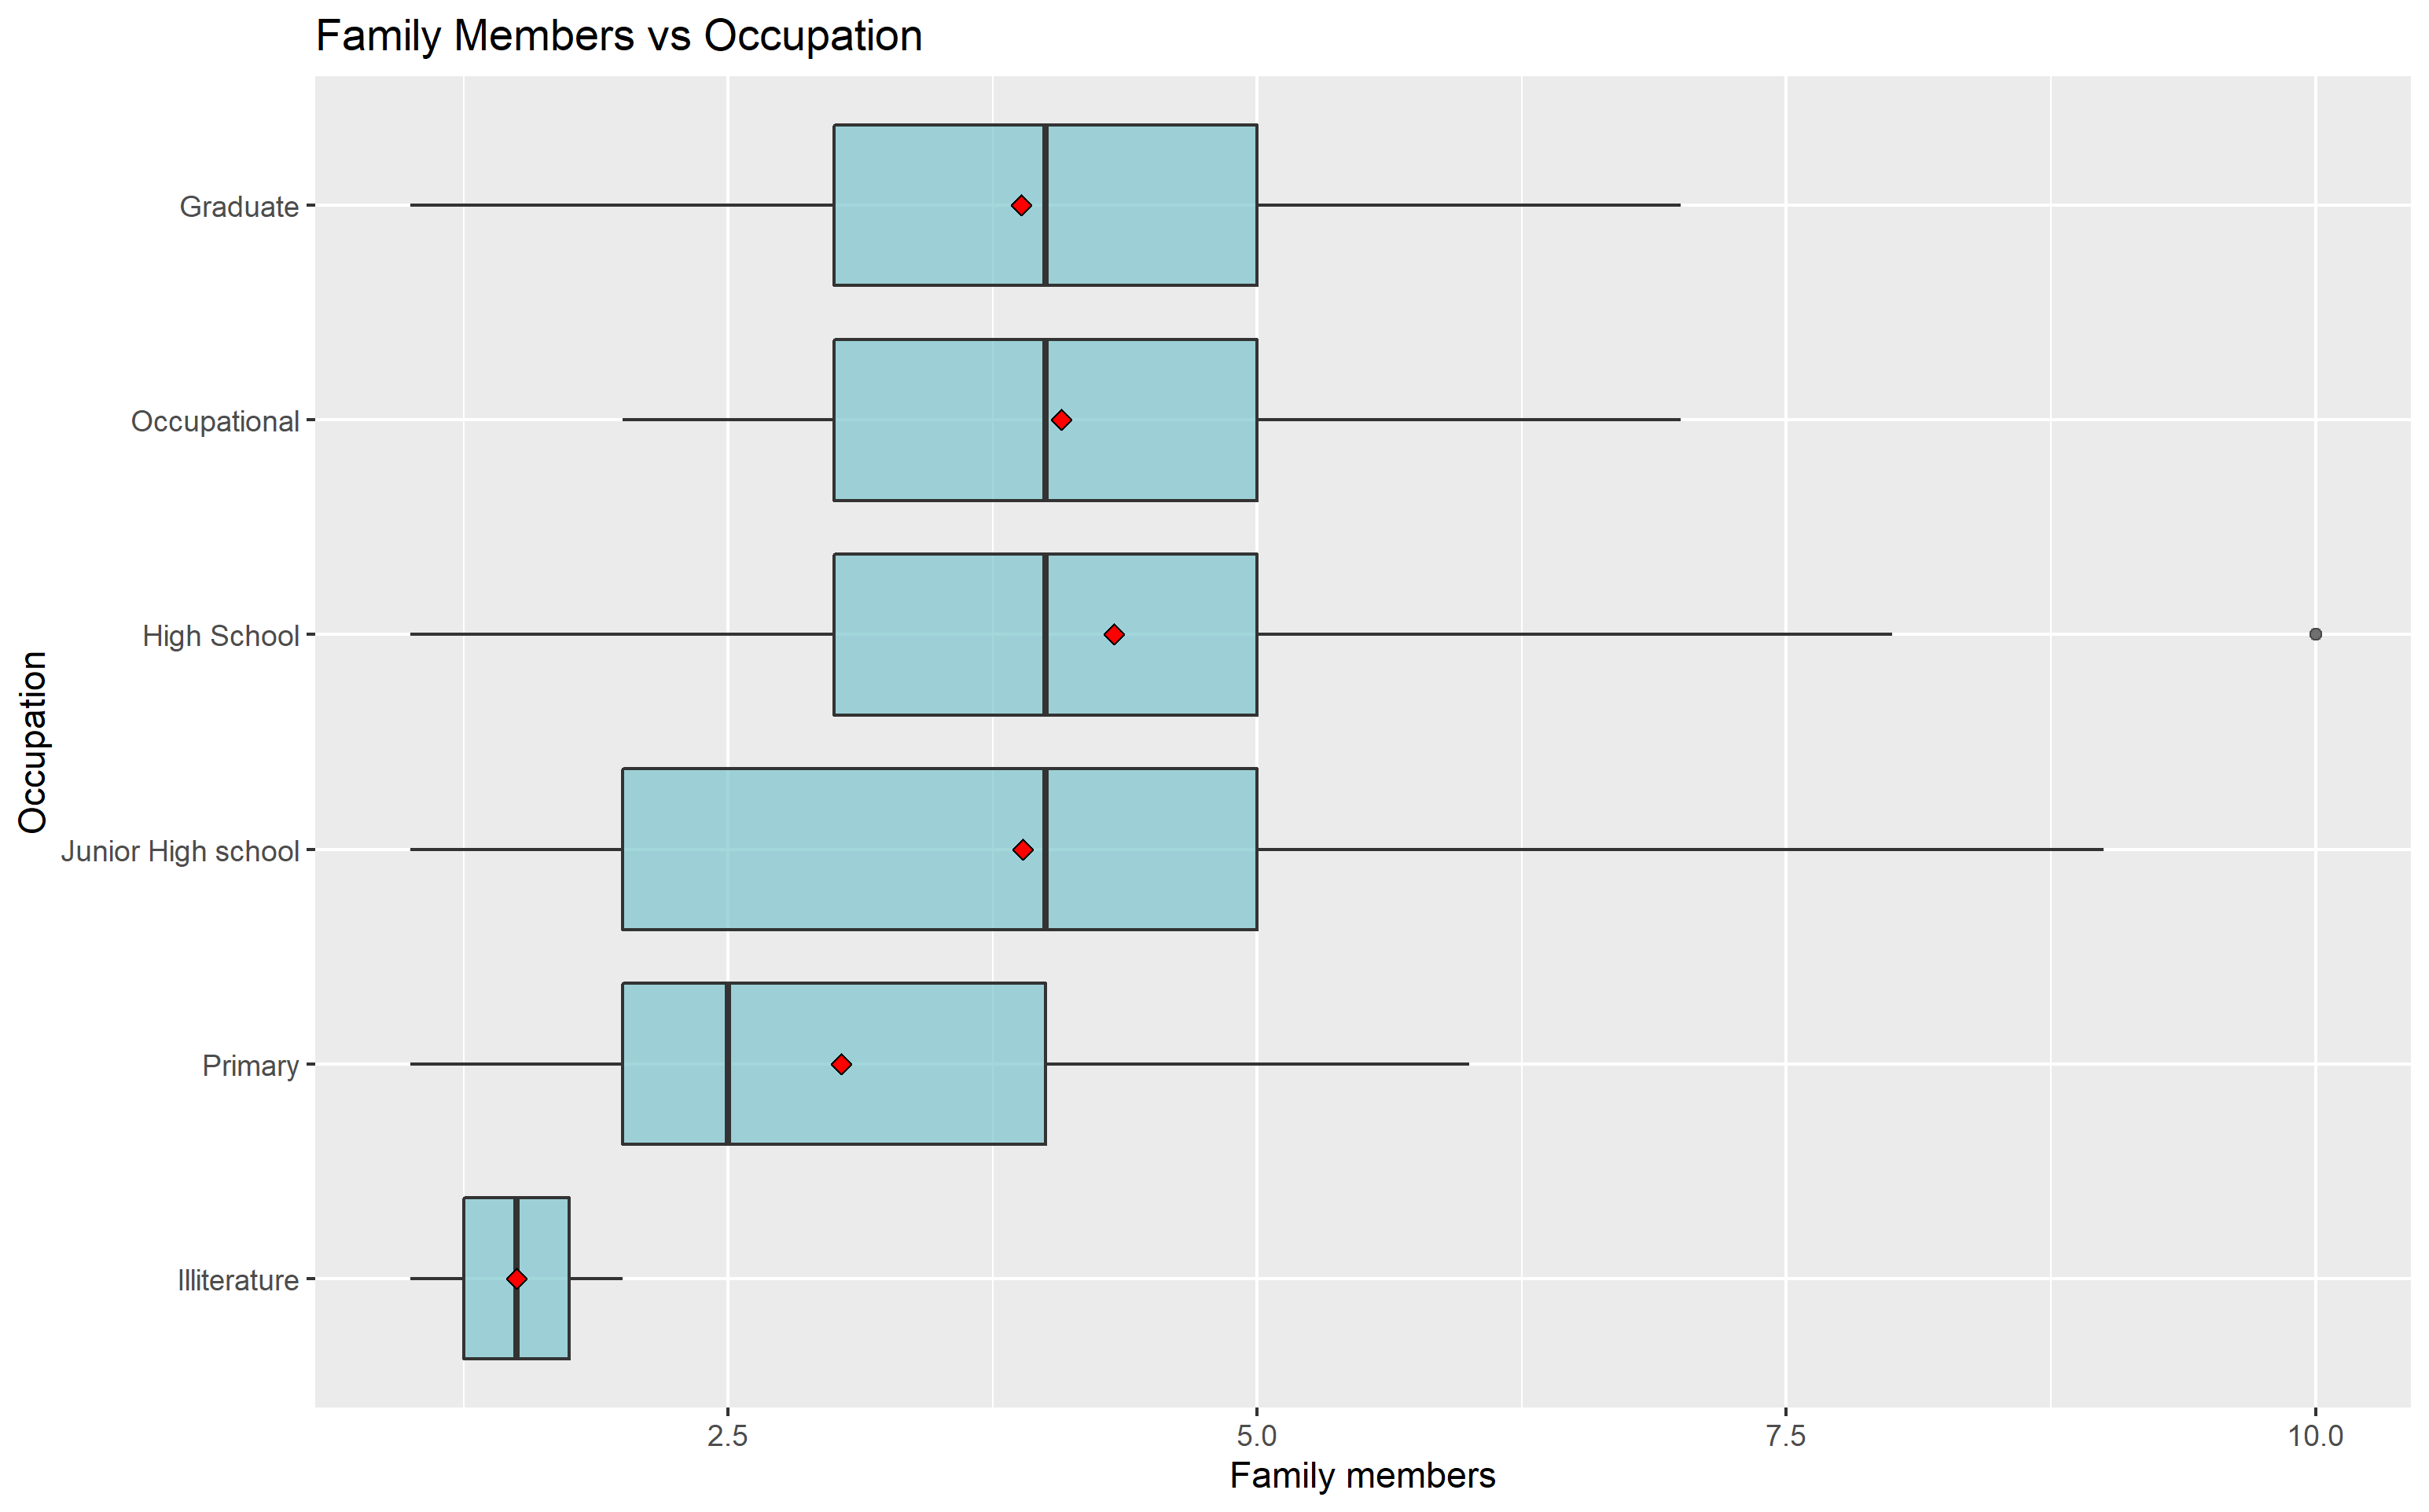 Family Members vs Occupation
Graduate
Occupational
High School
Junior High school
Primary
Illiterature
Occupation
2.5 5.0 7.5 10.0
Family members